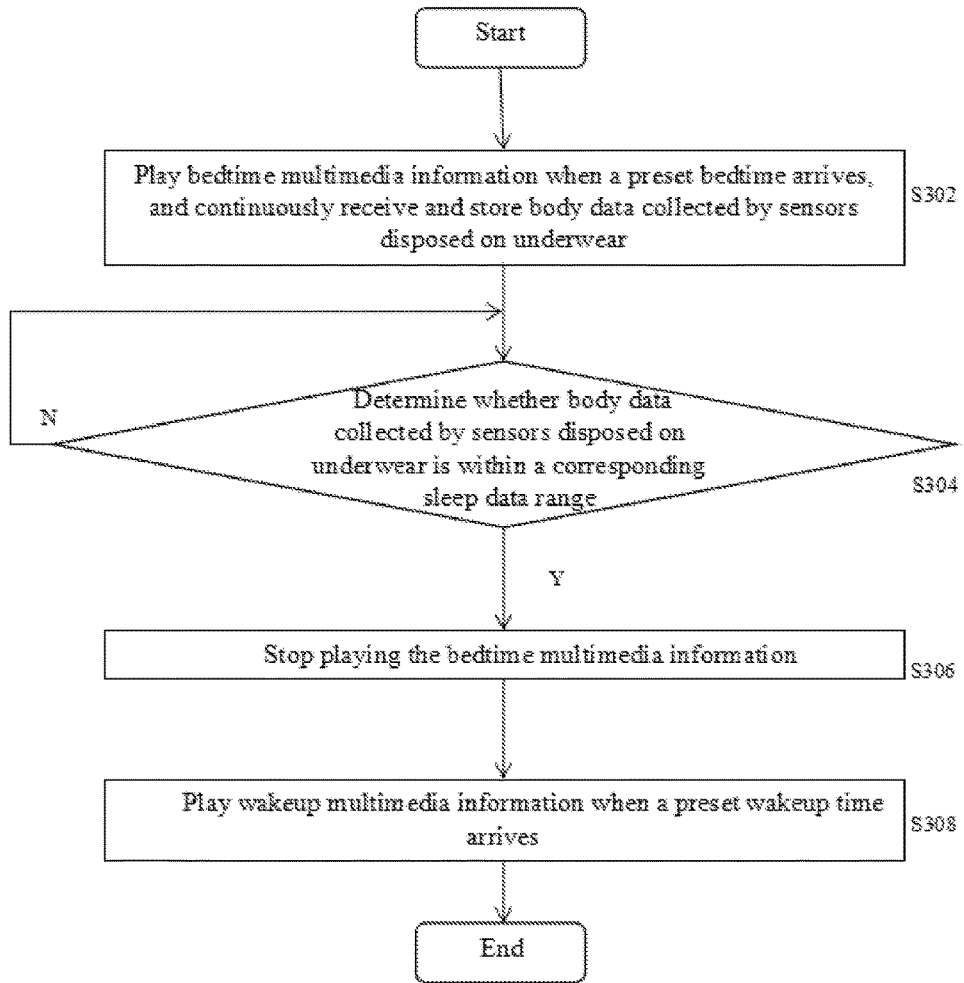 Start
Play bedtime multimedia information when a preset bedtime arrives,
and continuously receive and store body data collected by sensors
disposed on underwear
S302
N
Determine whether body data
collected by sensors disposed on
underwear is within a corresponding
sleep data range
S304
Y
Stop playing the bedtime multimedia information
S306
Play wakeup multimedia information when a preset wakeup time
arrives
S308
End